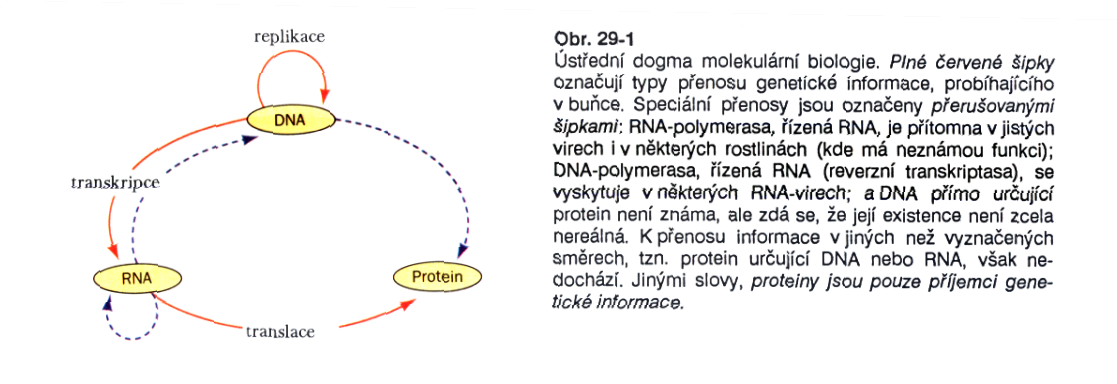 replikace
DNA
transkripce
RNA
Protein
translace
Obr. 29-1
Ústřední dogma molekulární biologie. Plné červené šipky
označují typy přenosu genetické informace, probíhajícího
v buňce. Speciální přenosy jsou označeny přerušovanými
šipkami: RNA-polymerasa, řízená RNA, je přítomna v jistých
virech i v některých rostlinách (kde má neznámou funkci);
DNA-polymerasa, řízená RNA (reverzní transkriptasa), se
vyskytuje v některých RNA-virech; a DNA přímo určující
protein není známa, ale zdá se, že její existence není zcela
nereálná. K přenosu informace v jiných než vyznačených
směrech, tzn. protein určující DNA nebo RNA, však ne-
dochází. Jinými slovy, proteiny jsou pouze příjemci gene-
tické informace.